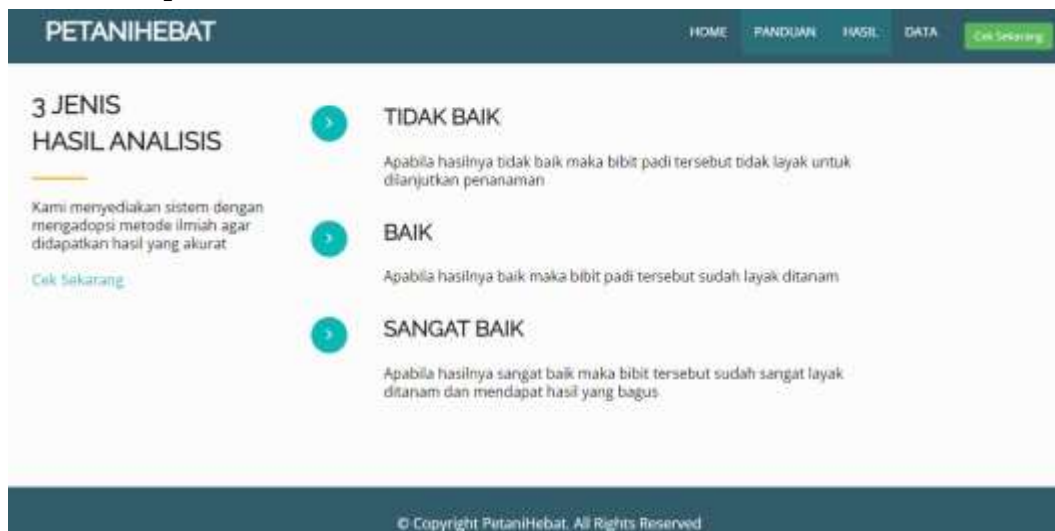 PETANIHEBAT
HOME PANDUAN HASIL DATA Cek Sekarang
3 JENIS
HASIL ANALISIS
Kami menyediakan sistem dengan
mengadopsi metode ilmiah agar
didapatkan hasil yang akurat
Cek Sekarang
TIDAK BAIK
Apabila hasilnya tidak baik maka bibit padi tersebut tidak layak untuk
dilanjutkan penanaman
BAIK
Apabila hasilnya baik maka bibit padi tersebut sudah layak ditanam
SANGAT BAIK
Apabila hasilnya sangat baik maka bibit tersebut sudah sangat layak
ditanam dan mendapat hasil yang bagus
© Copyright PetaniHebat. All Rights Reserved